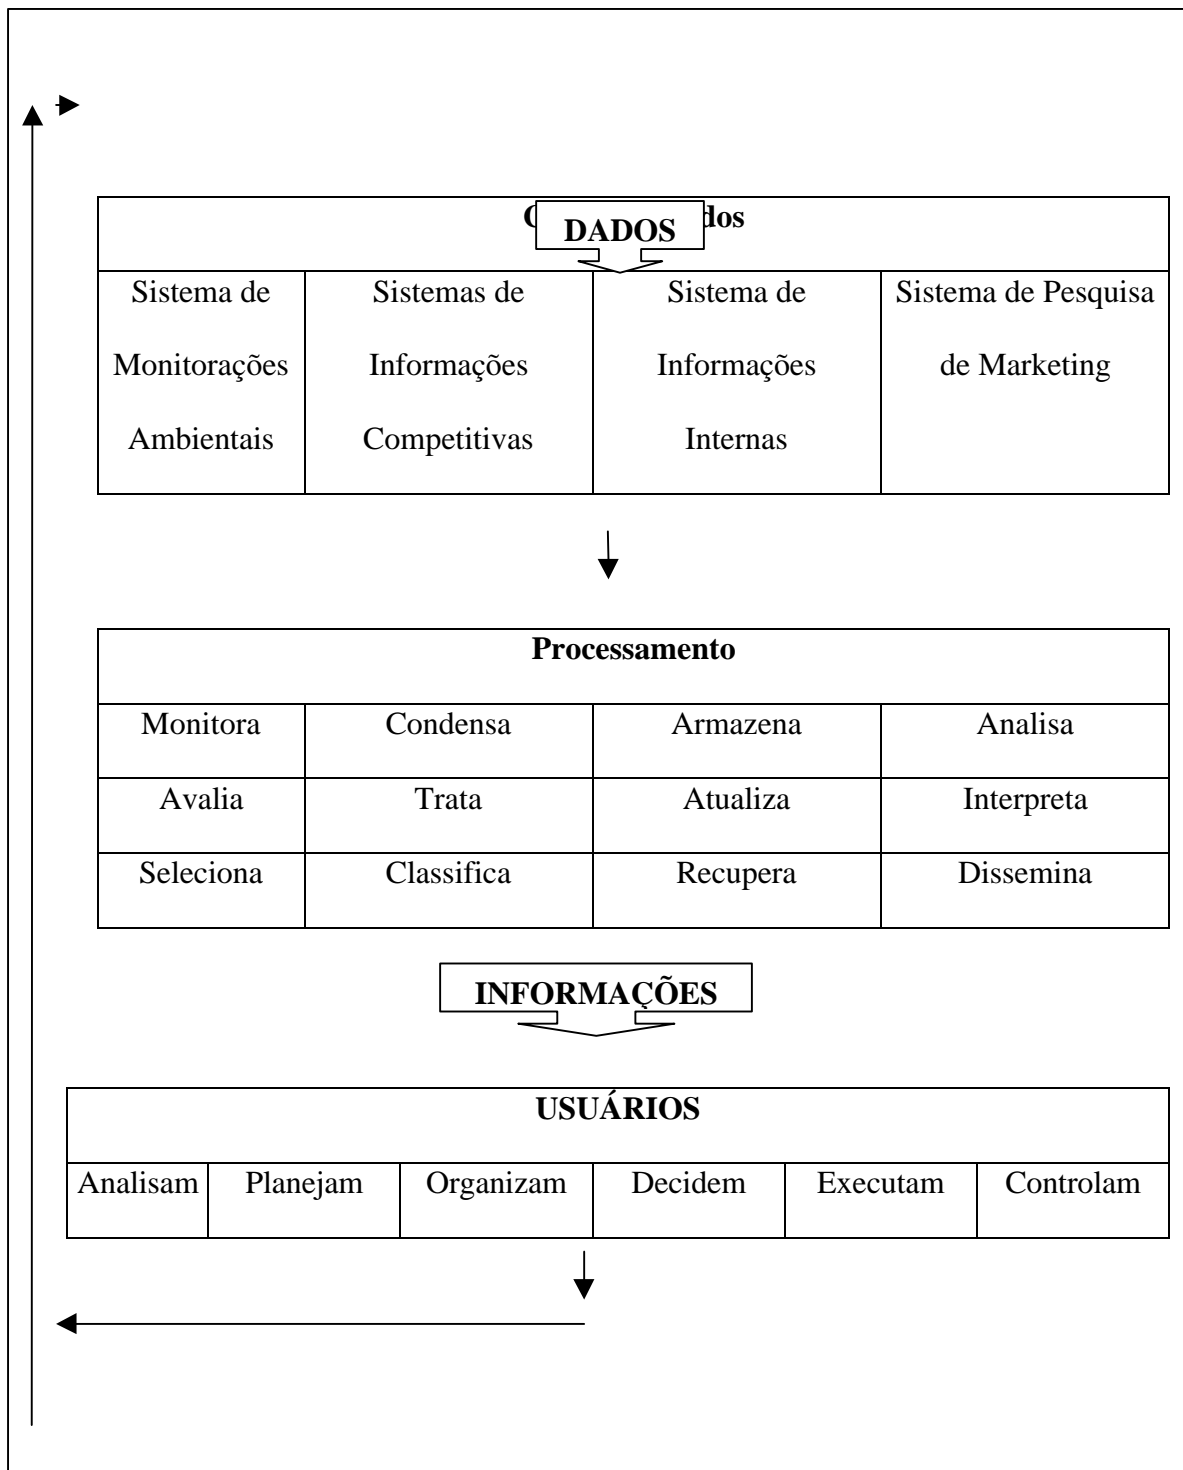 DADOS
Sistema de
Monitorações
Ambientais
Sistemas de
Informações
Competitivas
Sistema de
Informações
Internas
Sistema de Pesquisa
de Marketing
Processamento
Monitora Condensa Armazena Analisa
Avalia Trata Atualiza Interpreta
Seleciona Classifica Recupera Dissemina
INFORMAÇÕES
USUÁRIOS
Analisam Planejam Organizam Decidem Executam Controlam